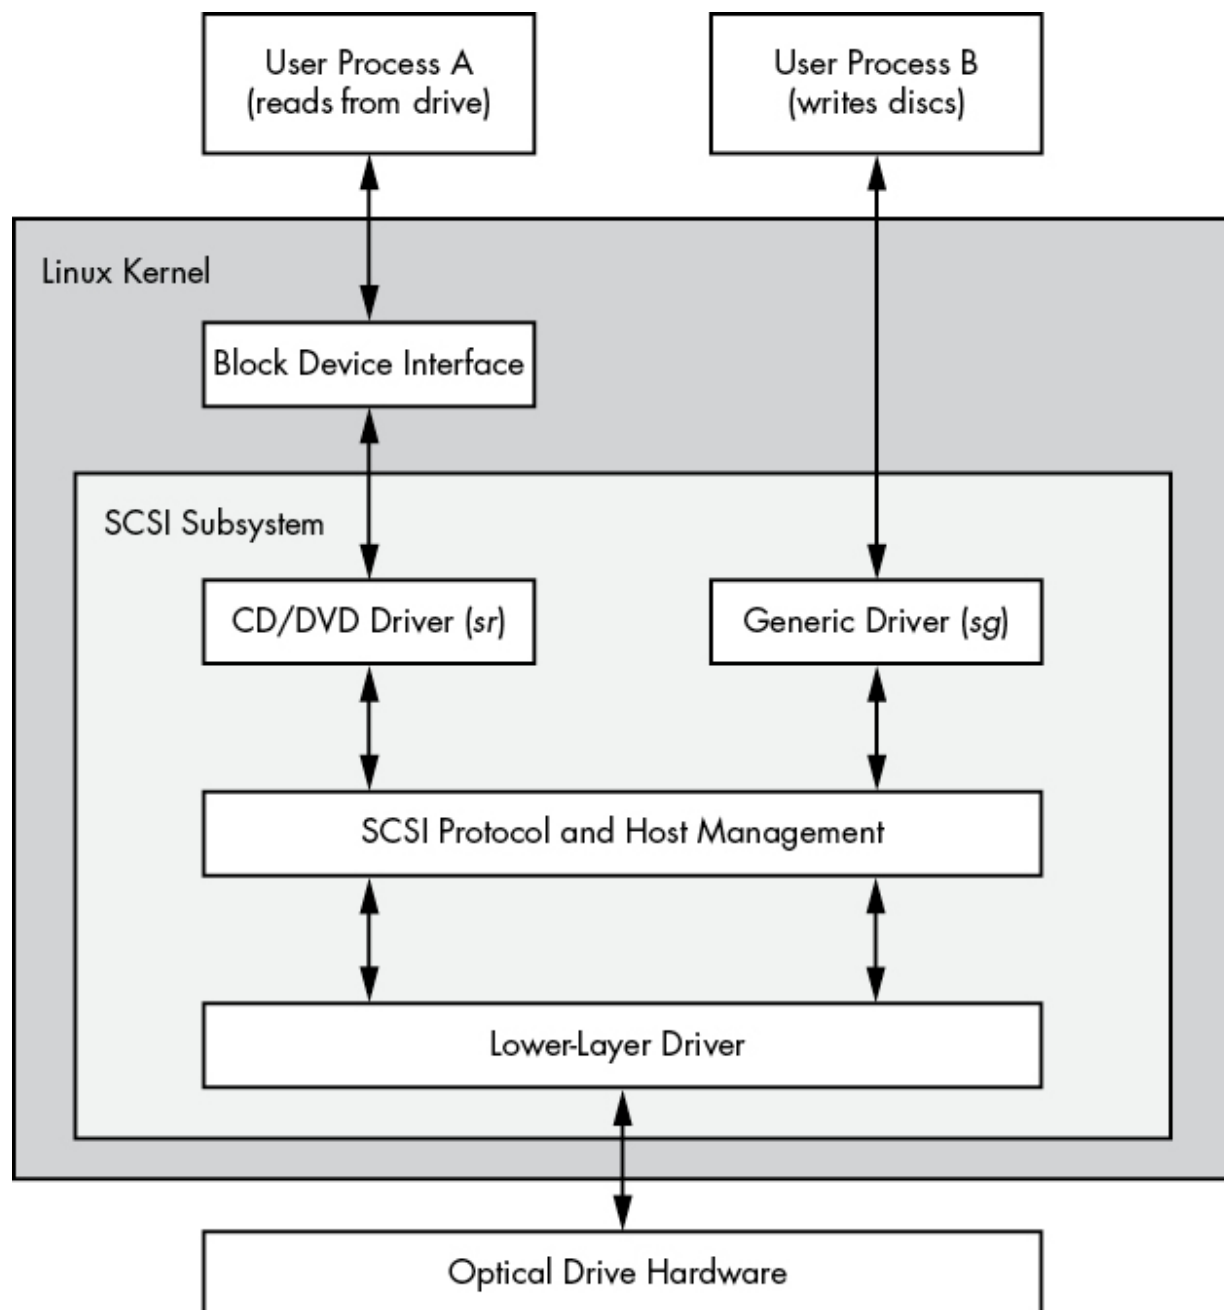 User Process A
(reads from drive)
User Process B
(writes discs)
Linux Kernel
Block Device Interface
SCSI Subsystem
CD/DVD Driver (sr)
Generic Driver (sg)
SCSI Protocol and Host Management
Lower-Layer Driver
Optical Drive Hardware